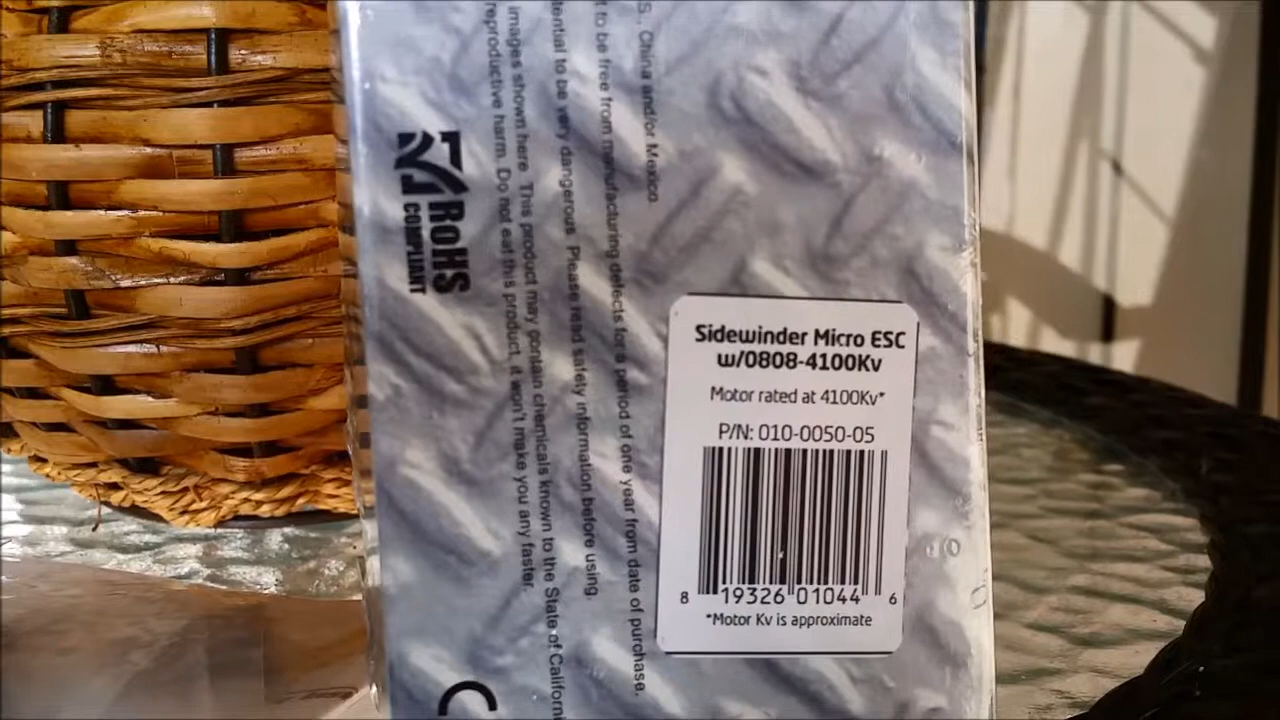 S., China and/or Mexico
t to be free from manufacturing defects for a period of one year from date of purchase.
tential to be very dangerous. Please read safety information before using.
images shown here. This product may contain chemicals known to the State of Californi
reproductive harm. Do not eat this product, it won't make you any faster.
RoHS
COMPLIANT
Sidewinder Micro ESC
w/0808-4100Kv
Motor rated at 4100Kv*
P/N: 010-0050-05
8 19326 01044 6
*Motor Kv is approximate